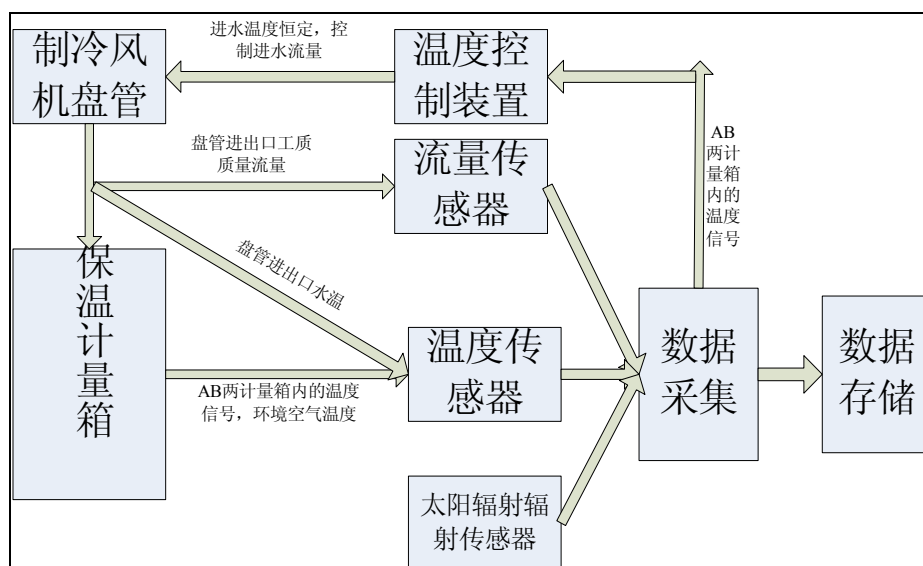 进水温度恒定，控
制进水流量
制冷风
机盘管
温度控
制装置
盘管进出口工质
质量流量
流量传
感器
AB
两计
量箱
内的
温度
信号
盘管进出口水温
保
温
计
量
箱
温度传
感器
AB两计量箱内的温度
信号，环境空气温度
数据
采集
数据
存储
太阳辐射辐
射传感器